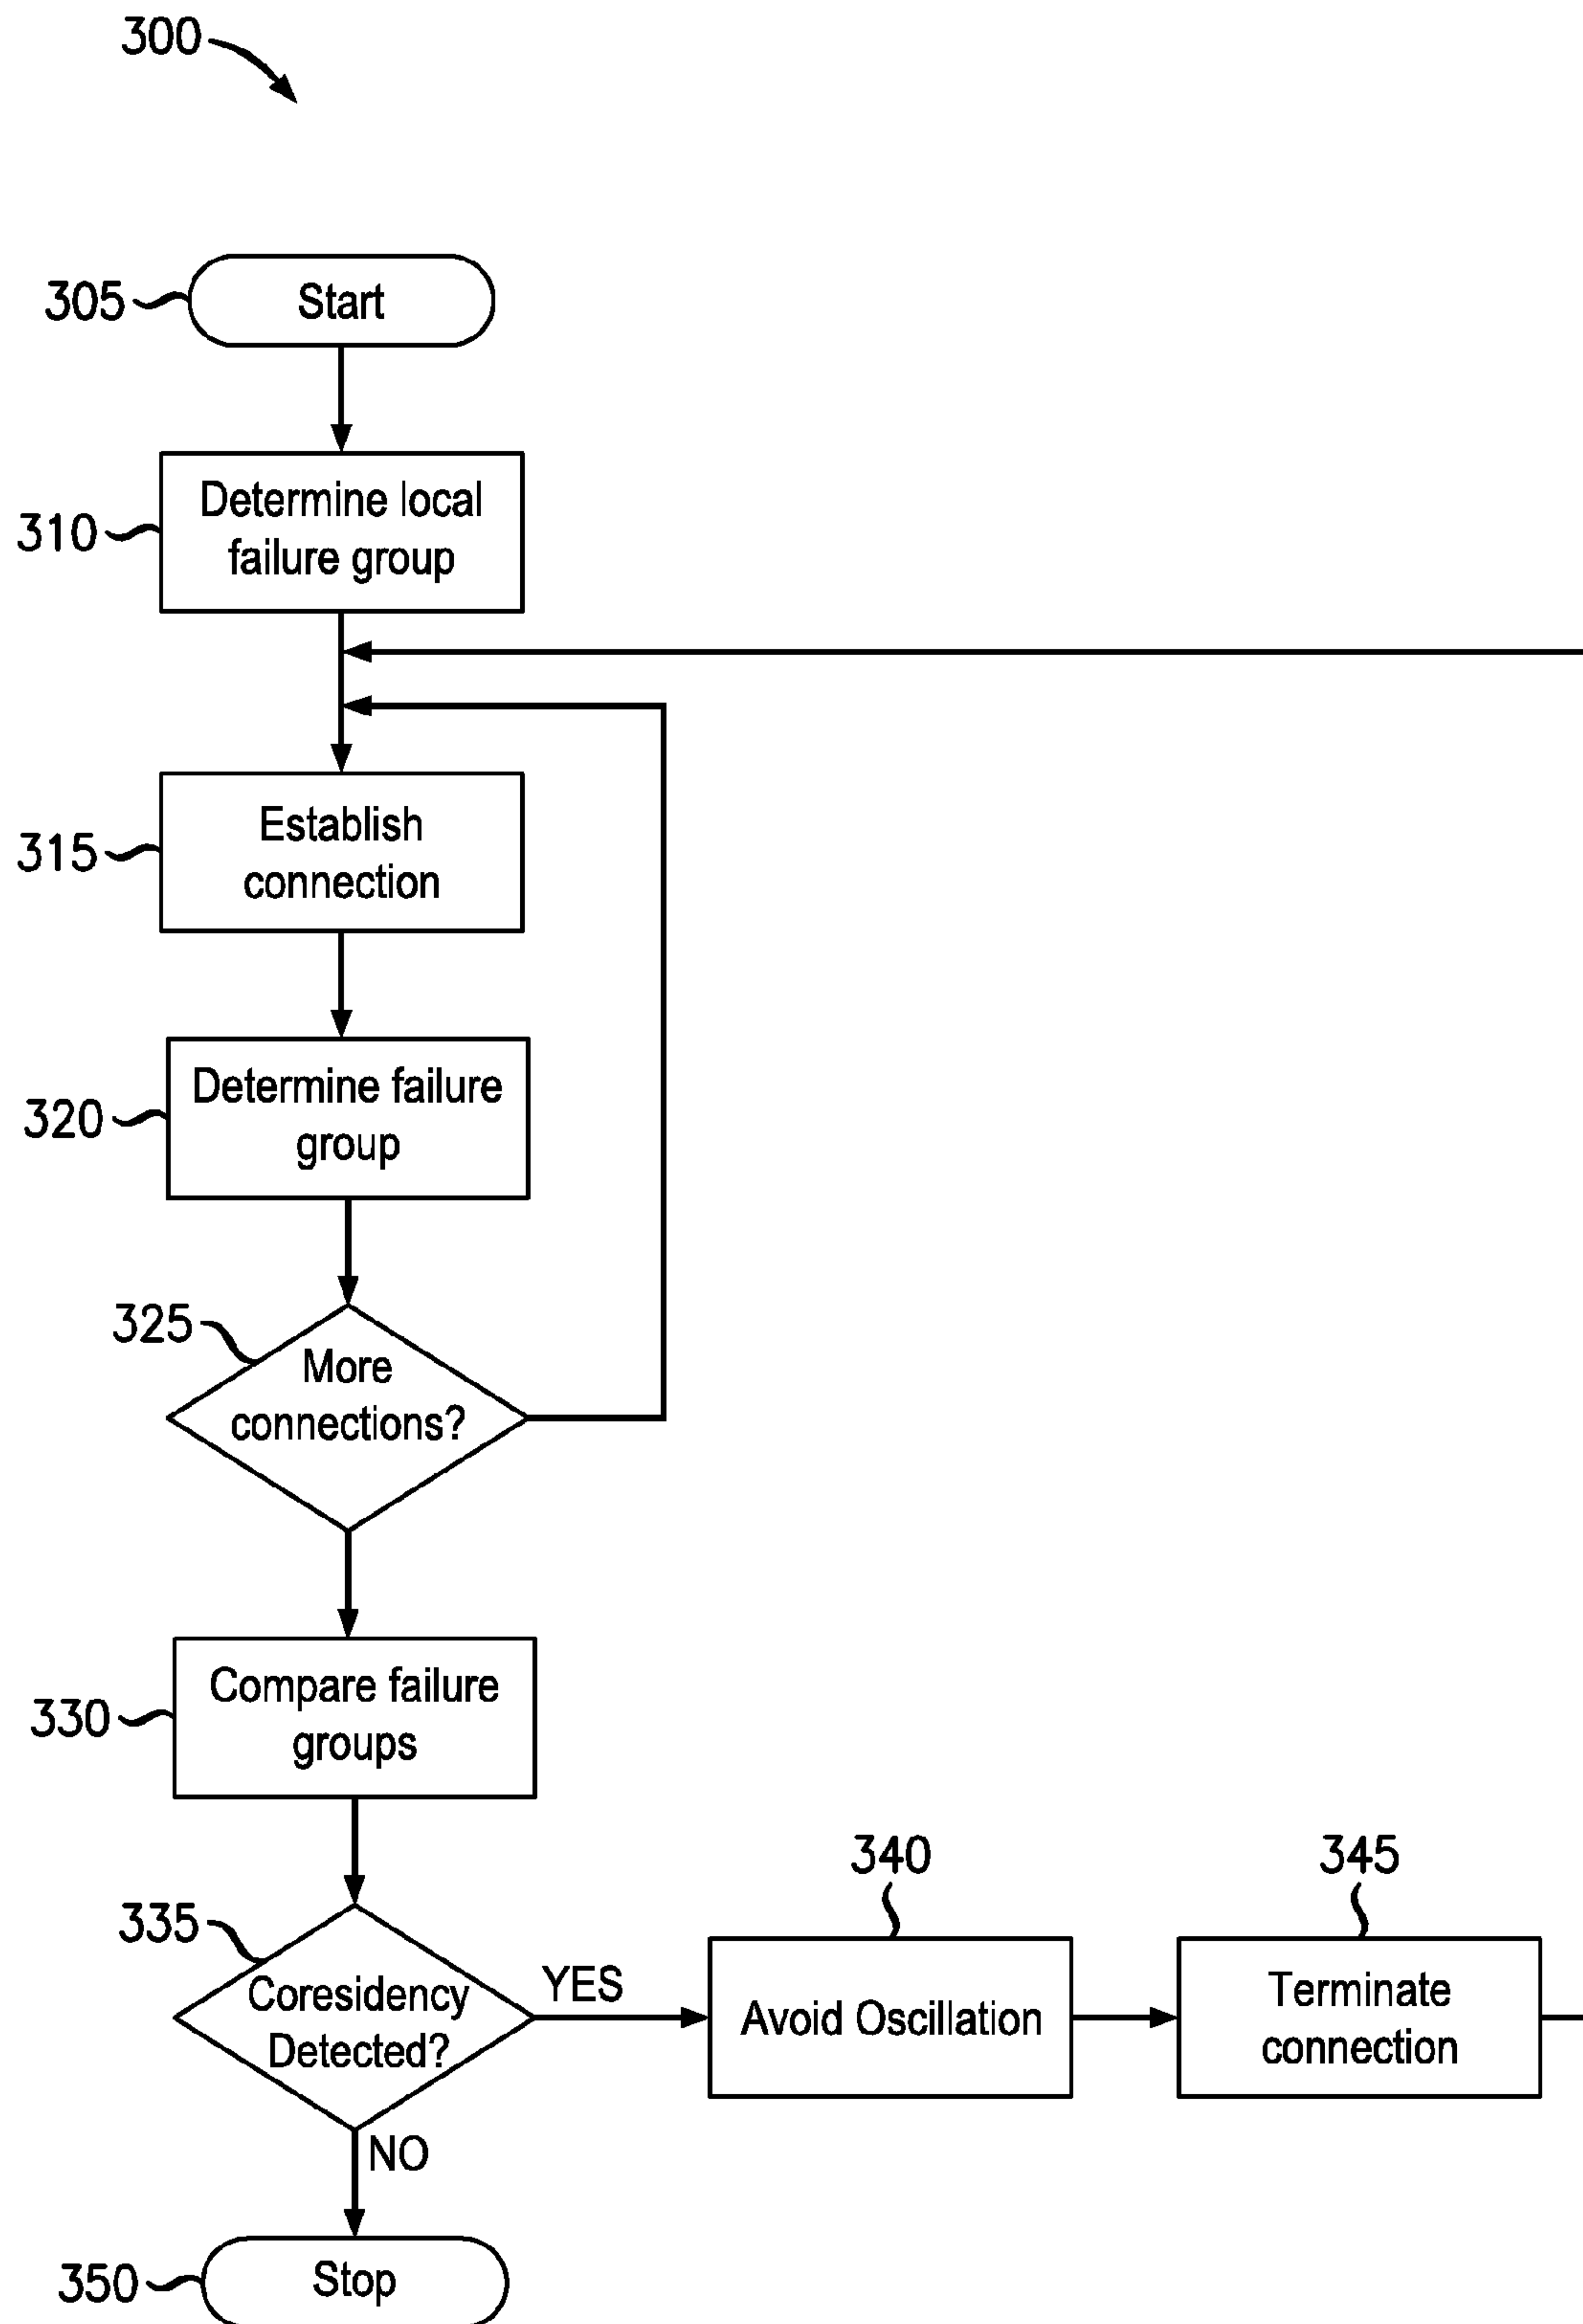 300
305
Start
310
Determine local
failure group
315
Establish
connection
320
Determine failure
group
325
More
connections?
330
Compare failure
groups
335
Coresidency
Detected?
YES
340
Avoid Oscillation
345
Terminate
connection
NO
350
Stop